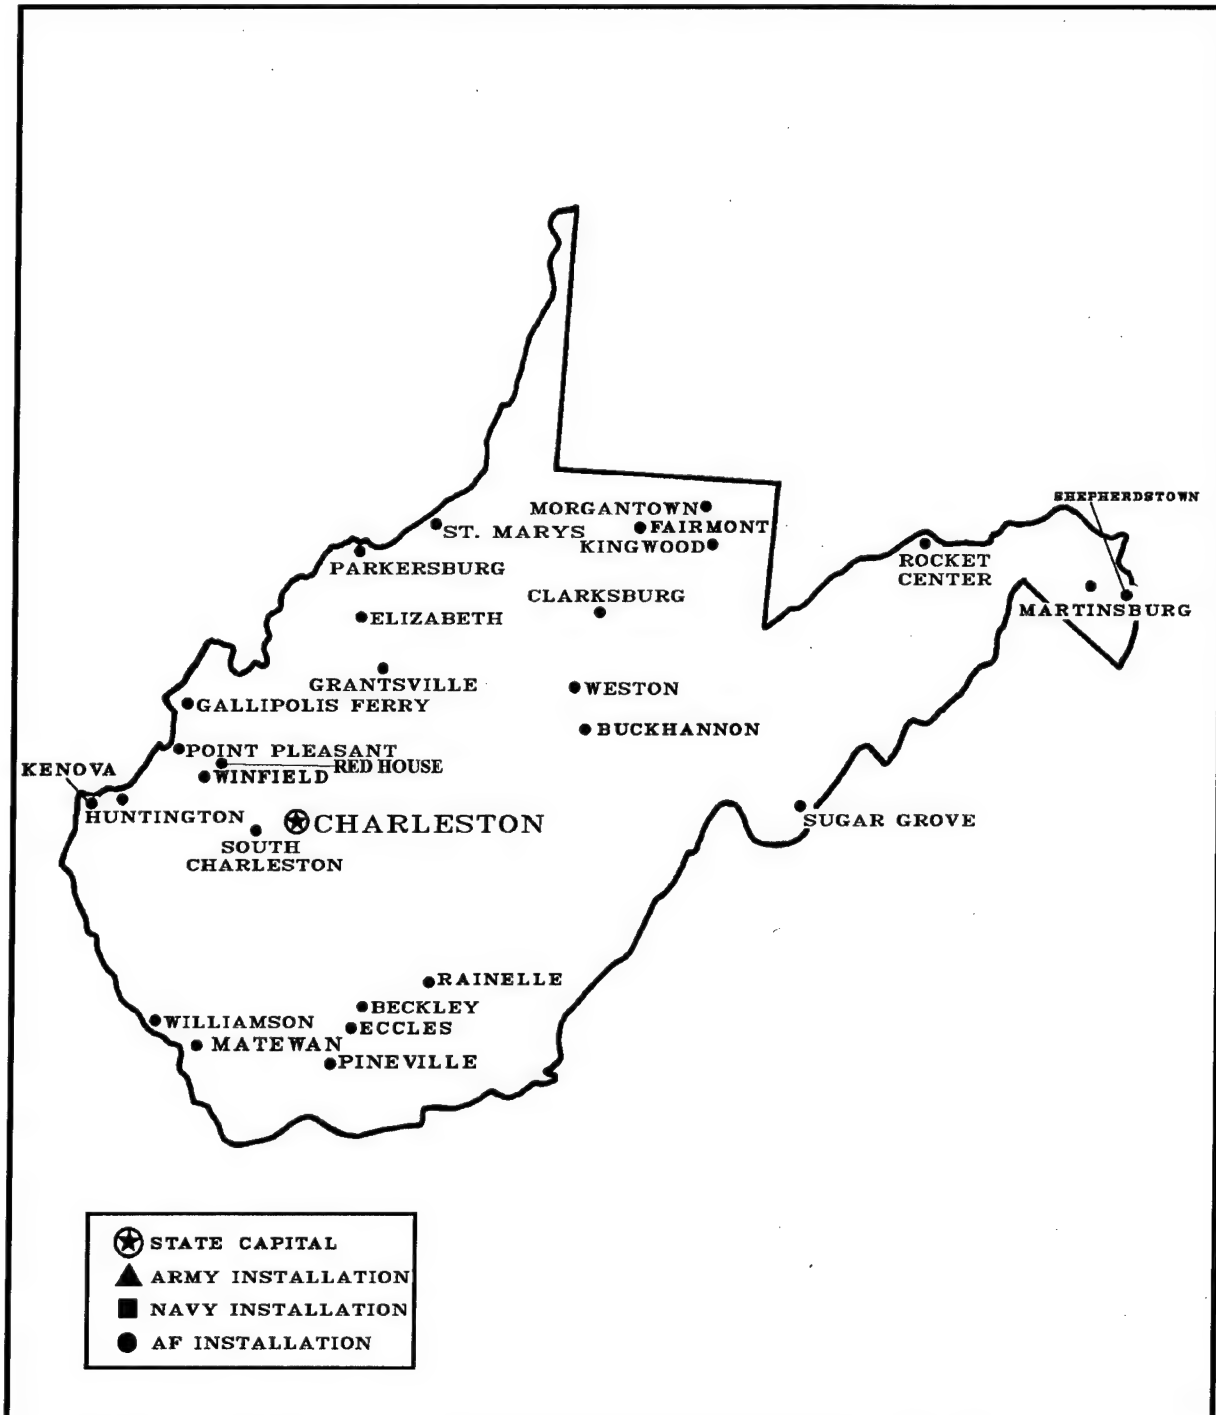 SHEPHERDSTOWN
MORGANTOWN
ST. MARYS
FAIRMONT
KINGWOOD
ROCKET
CENTER
PARKERSBURG
CLARKSBURG
MARTINSBURG
ELIZABETH
GRANTSVILLE
WESTON
GALLIPOLIS FERRY
BUCKHANNON
POINT PLEASANT
RED HOUSE
KENOVA
WINFIELD
HUNTINGTON
CHARLESTON
SUGAR GROVE
SOUTH
CHARLESTON
RAINELLE
BECKLEY
WILLIAMSON
ECCLES
MATEWAN
PINEVILLE
STATE CAPITAL
ARMY INSTALLATION
NAVY INSTALLATION
AF INSTALLATION